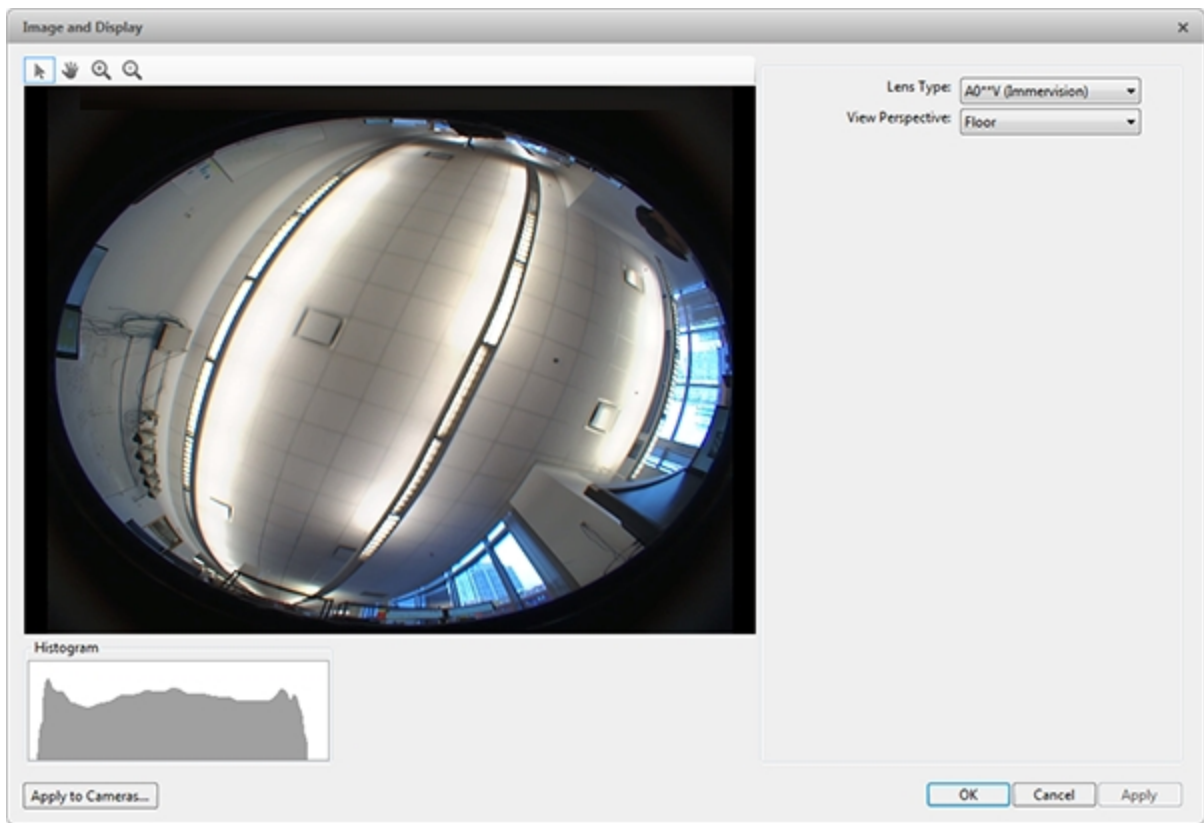 Image and Display
Lens Type: A0**V (Immervision)
View Perspective: Floor
Histogram
Apply to Cameras...
OK
Cancel
Apply